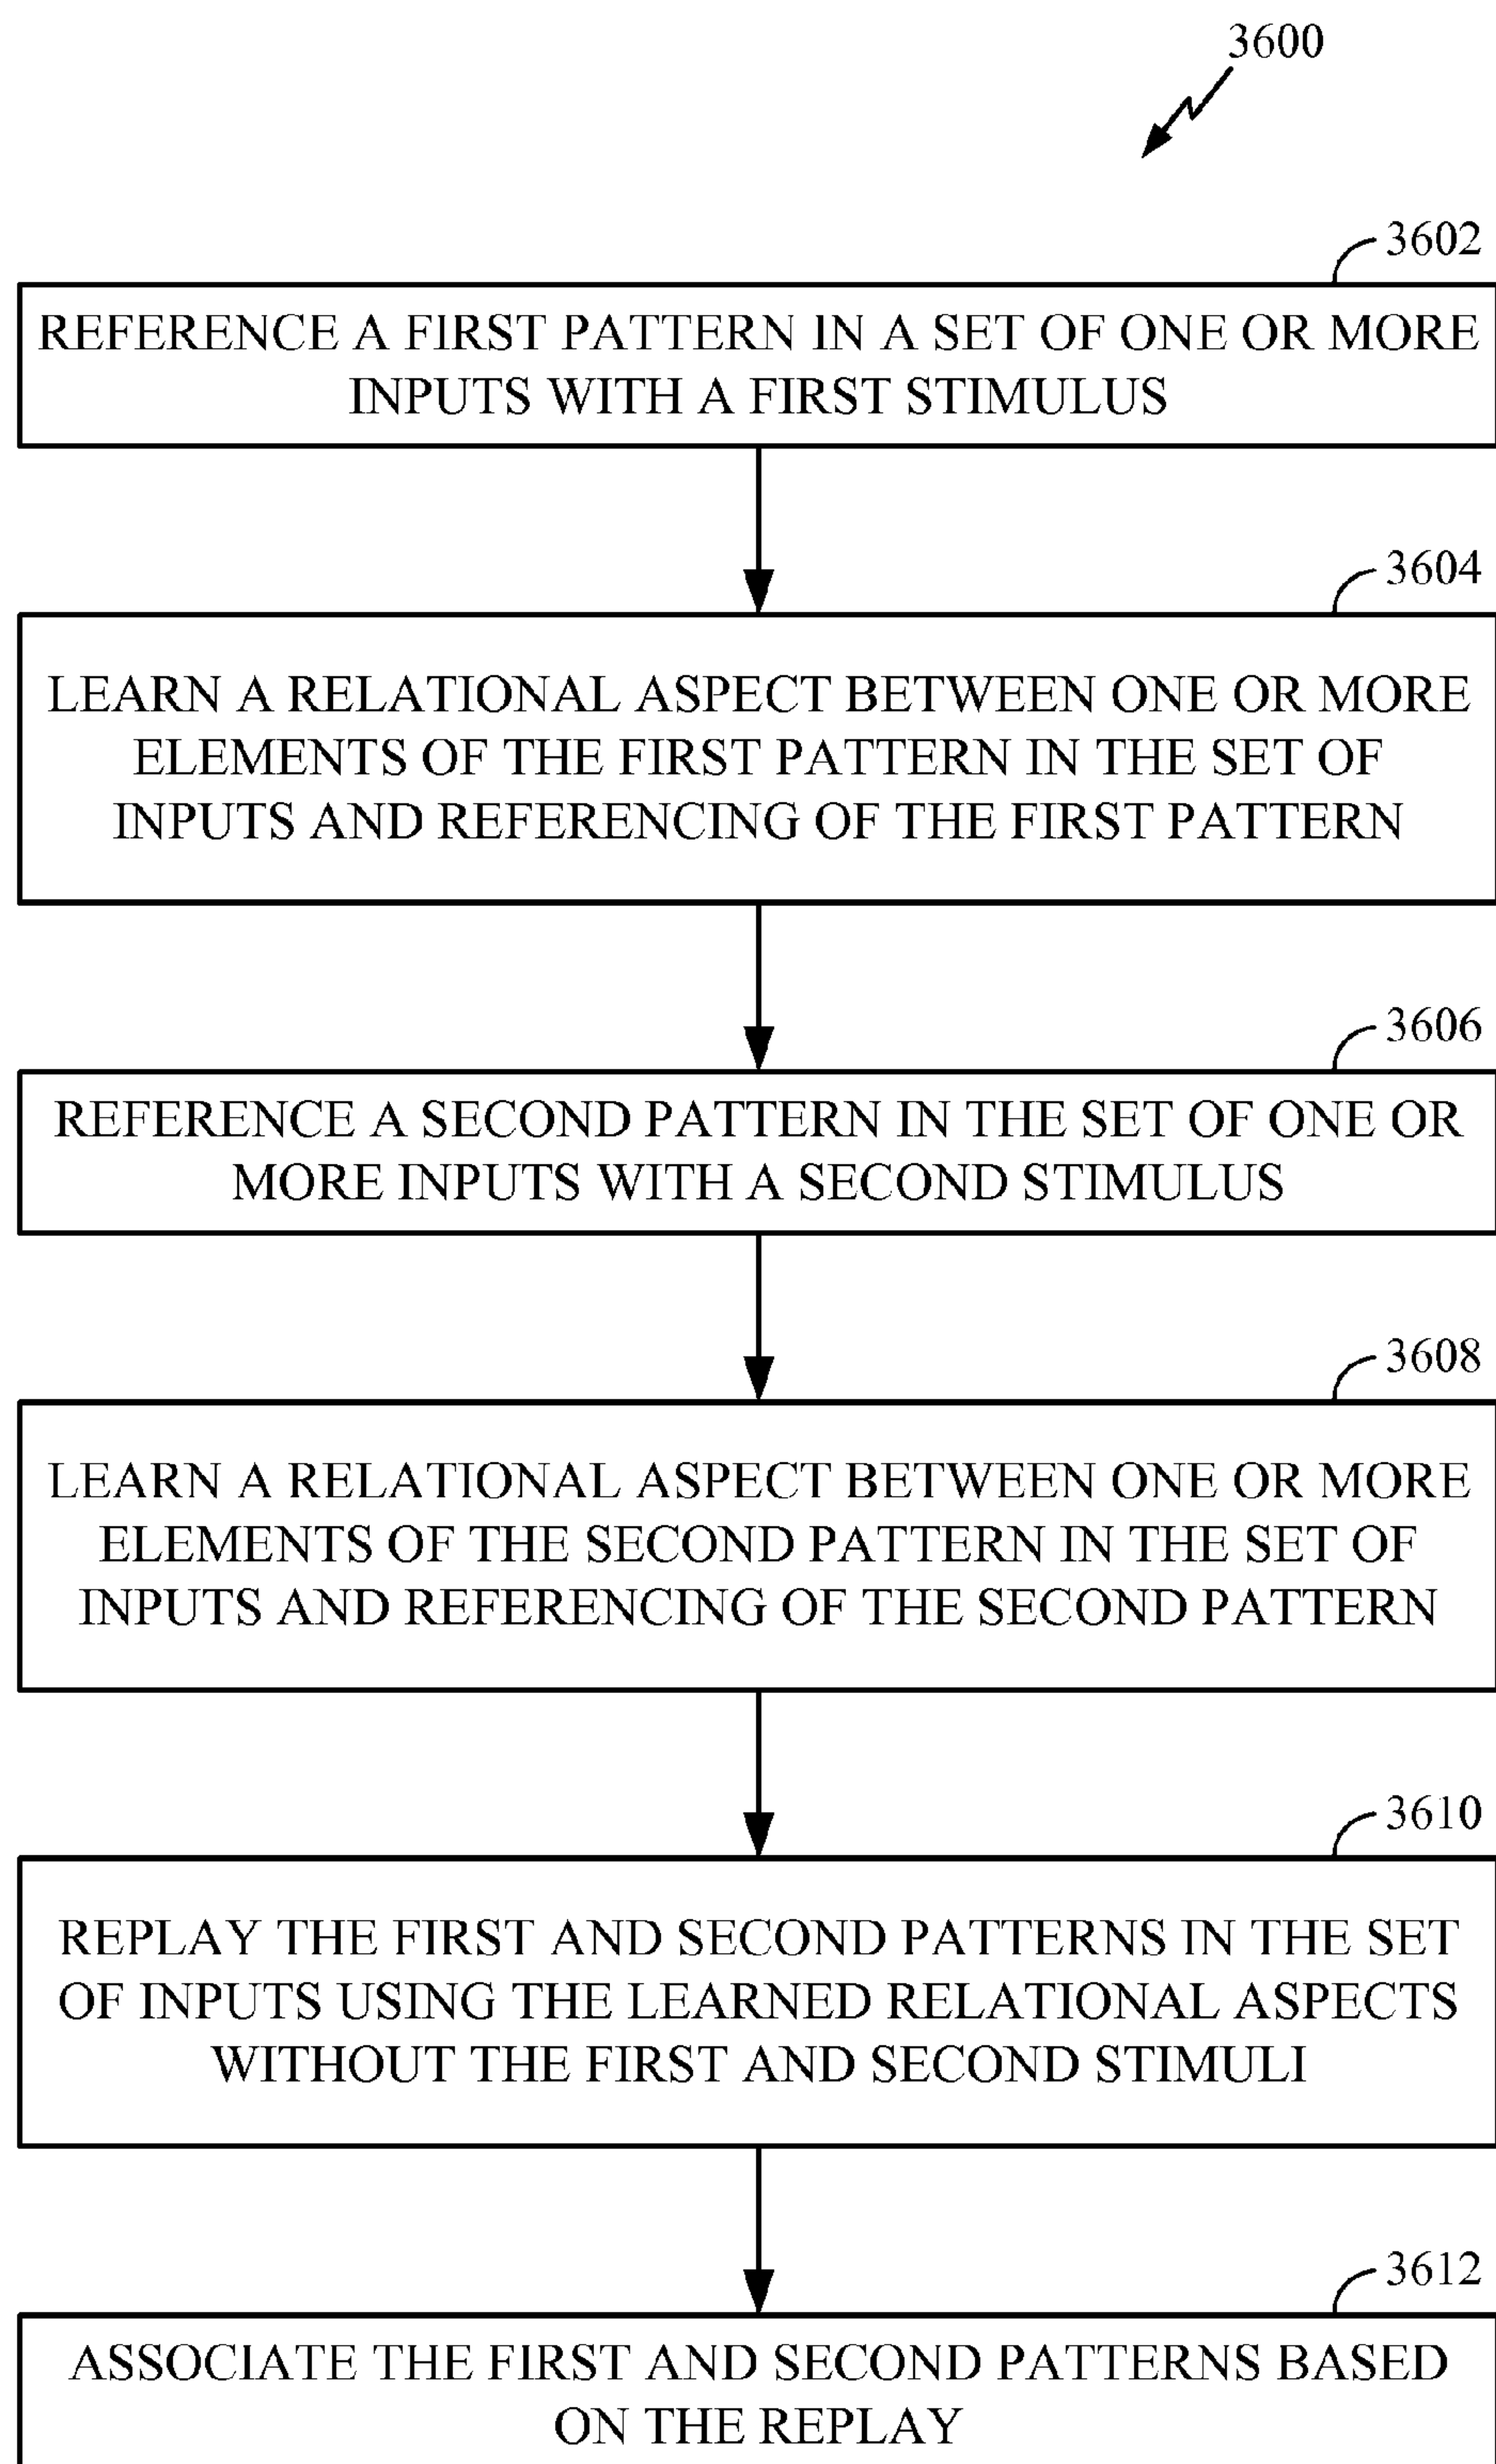 3600
3602
REFERENCE A FIRST PATTERN IN A SET OF ONE OR MORE
INPUTS WITH A FIRST STIMULUS
3604
LEARN A RELATIONAL ASPECT BETWEEN ONE OR MORE
ELEMENTS OF THE FIRST PATTERN IN THE SET OF
INPUTS AND REFERENCING OF THE FIRST PATTERN
3606
REFERENCE A SECOND PATTERN IN THE SET OF ONE OR
MORE INPUTS WITH A SECOND STIMULUS
3608
LEARN A RELATIONAL ASPECT BETWEEN ONE OR MORE
ELEMENTS OF THE SECOND PATTERN IN THE SET OF
INPUTS AND REFERENCING OF THE SECOND PATTERN
3610
REPLAY THE FIRST AND SECOND PATTERNS IN THE SET
OF INPUTS USING THE LEARNED RELATIONAL ASPECTS
WITHOUT THE FIRST AND SECOND STIMULI
3612
ASSOCIATE THE FIRST AND SECOND PATTERNS BASED
ON THE REPLAY